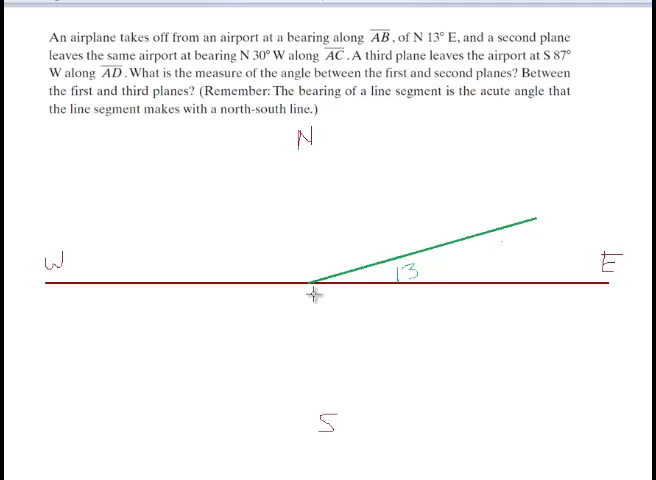 An airplane takes off from an airport at a bearing along AB, of N 13° E, and a second plane
leaves the same airport at bearing N 30° W along AC. A third plane leaves the airport at S 87°
W along AD. What is the measure of the angle between the first and second planes? Between
the first and third planes? (Remember: The bearing of a line segment is the acute angle that
the line segment makes with a north-south line.)
N
W
13
E
S